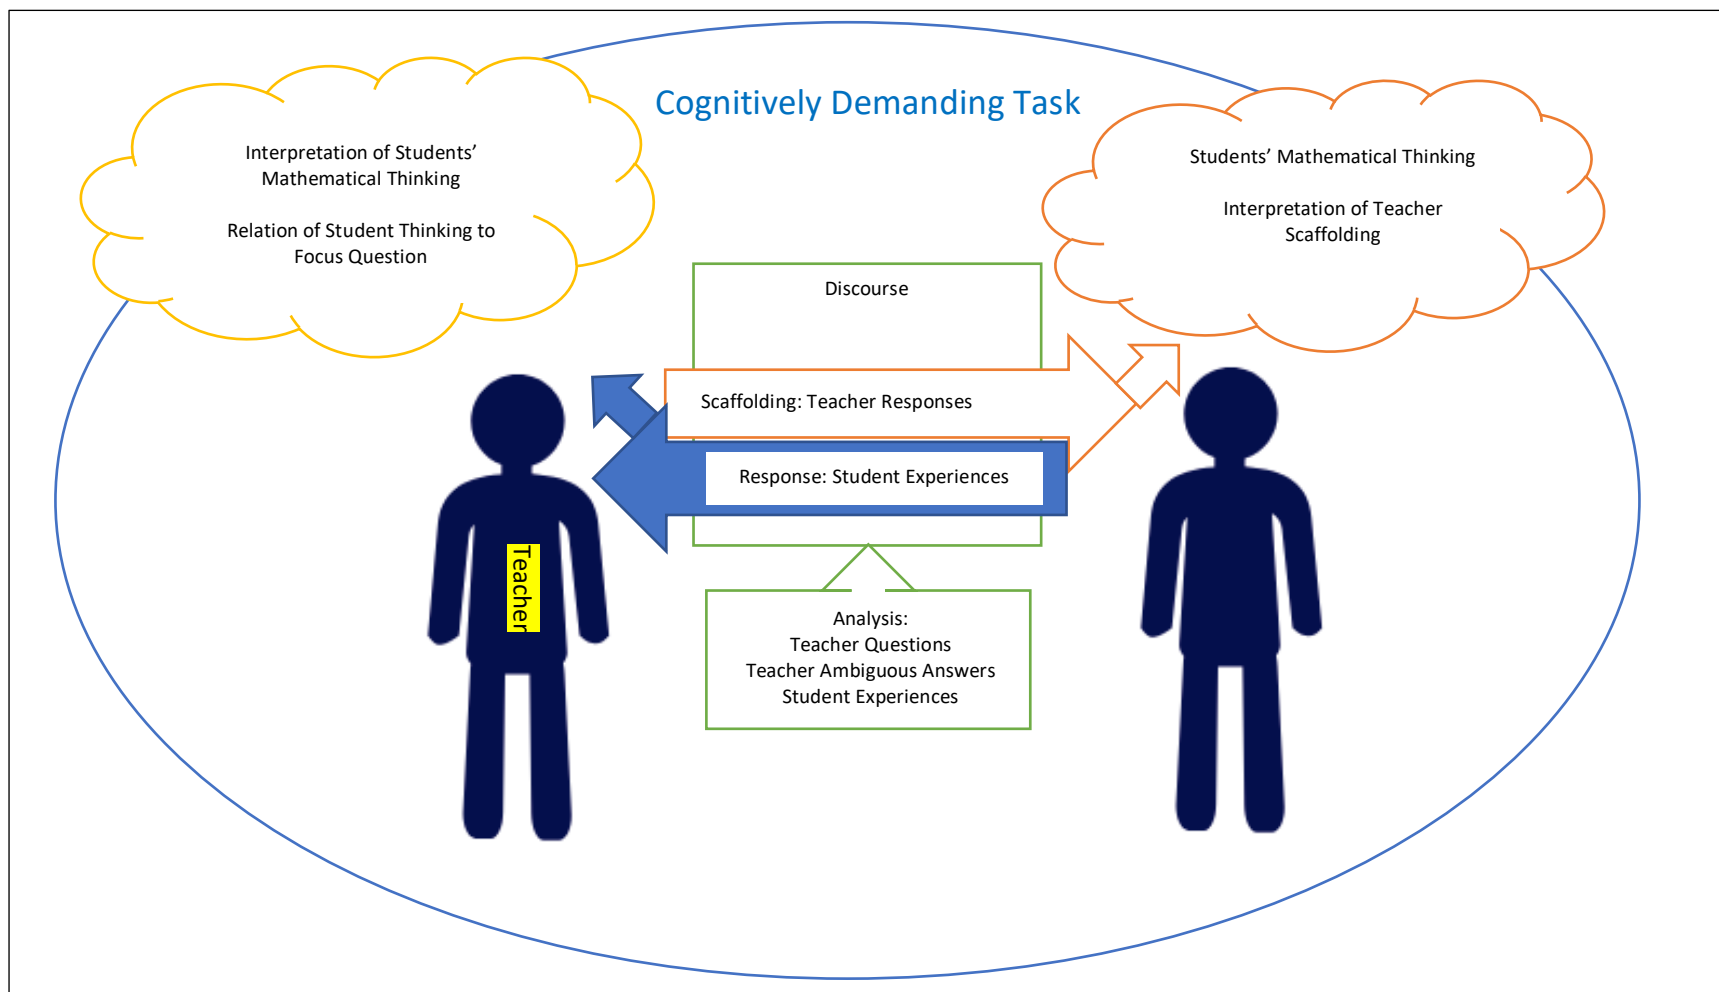 Cognitively Demanding Task
Interpretation of Students’
Mathematical Thinking
Relation of Student Thinking to
Focus Question
Students’ Mathematical Thinking
Interpretation of Teacher
Scaffolding
Discourse
Scaffolding: Teacher Responses
Response: Student Experiences
Teacher
Analysis:
Teacher Questions
Teacher Ambiguous Answers
Student Experiences